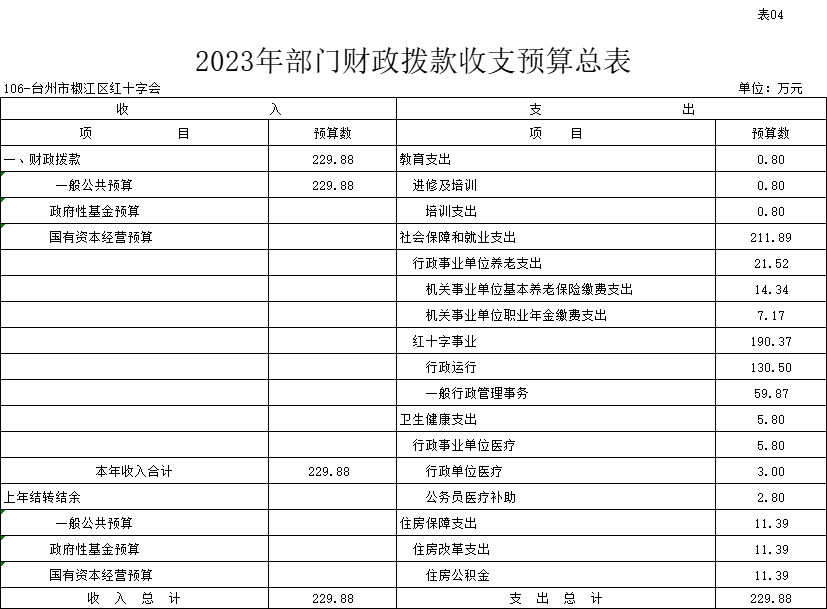 表04
2023年部门财政拨款收支预算总表
106-台州市椒江区红十字会 单位：万元
收 入 支 出
项 目 预算数 项 目 预算数
一、财政拨款 229.88 教育支出 0.80
一般公共预算 229.88 进修及培训 0.80
政府性基金预算 培训支出 0.80
国有资本经营预算 社会保障和就业支出 211.89
行政事业单位养老支出 21.52
机关事业单位基本养老保险缴费支出 14.34
机关事业单位职业年金缴费支出 7.17
红十字事业 190.37
行政运行 130.50
一般行政管理事务 59.87
卫生健康支出 5.80
行政事业单位医疗 5.80
本年收入合计 229.88 行政单位医疗 3.00
上年结转结余 公务员医疗补助 2.80
一般公共预算 住房保障支出 11.39
政府性基金预算 住房改革支出 11.39
国有资本经营预算 住房公积金 11.39
收 入 总 计 229.88 支 出 总 计 229.88